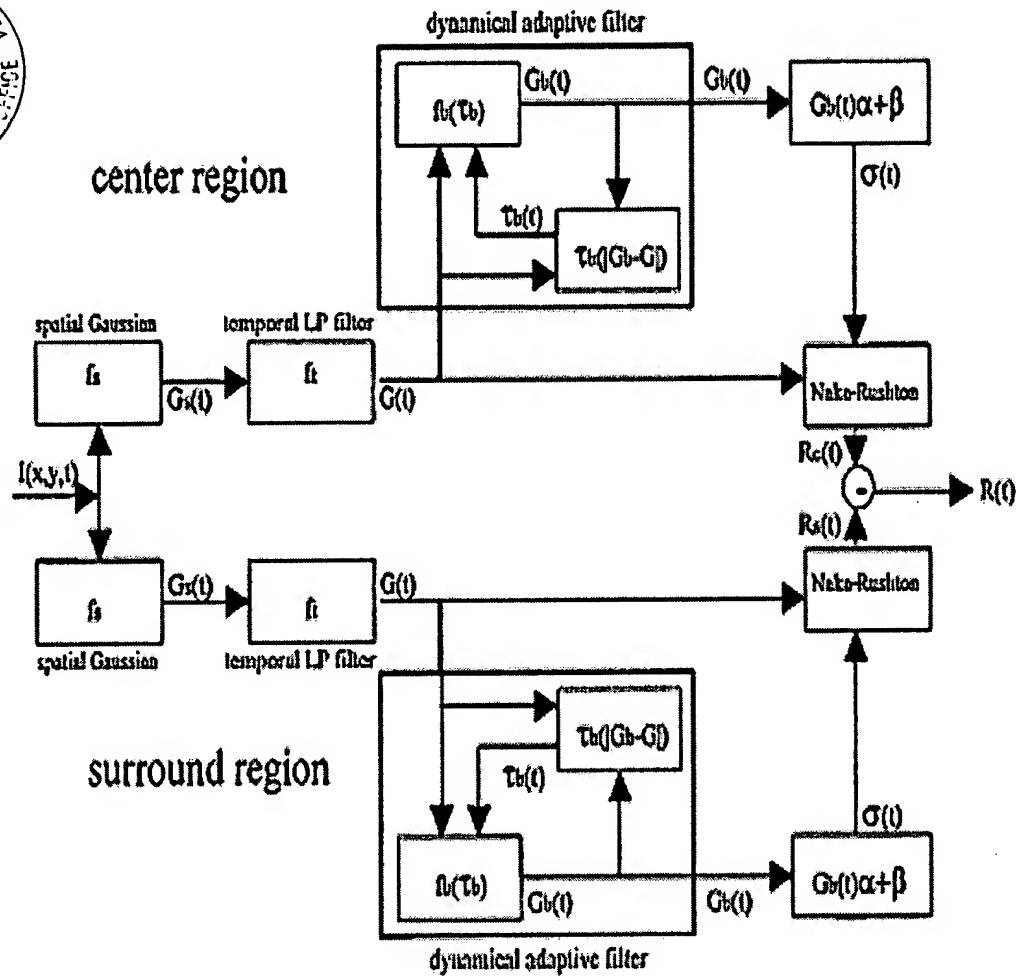 dynamical adaptive filter
fb(τb)
Gb(t)
Gb(t)
Gb(t)α+β
center region
τb(t)
σ(t)
τb(|Gb-G|)
spatial Gaussian
temporal LP filter
fs
Gs(t)
ft
G(t)
Naka-Rushton
Rc(t)
I(x,y,t)
-
R(t)
Rs(t)
fs
Gs(t)
ft
G(t)
Naka-Rushton
spatial Gaussian
temporal LP filter
τb(|Gb-G|)
surround region
τb(t)
σ(t)
fb(τb)
Gb(t)
Gb(t)
Gb(t)α+β
dynamical adaptive filter